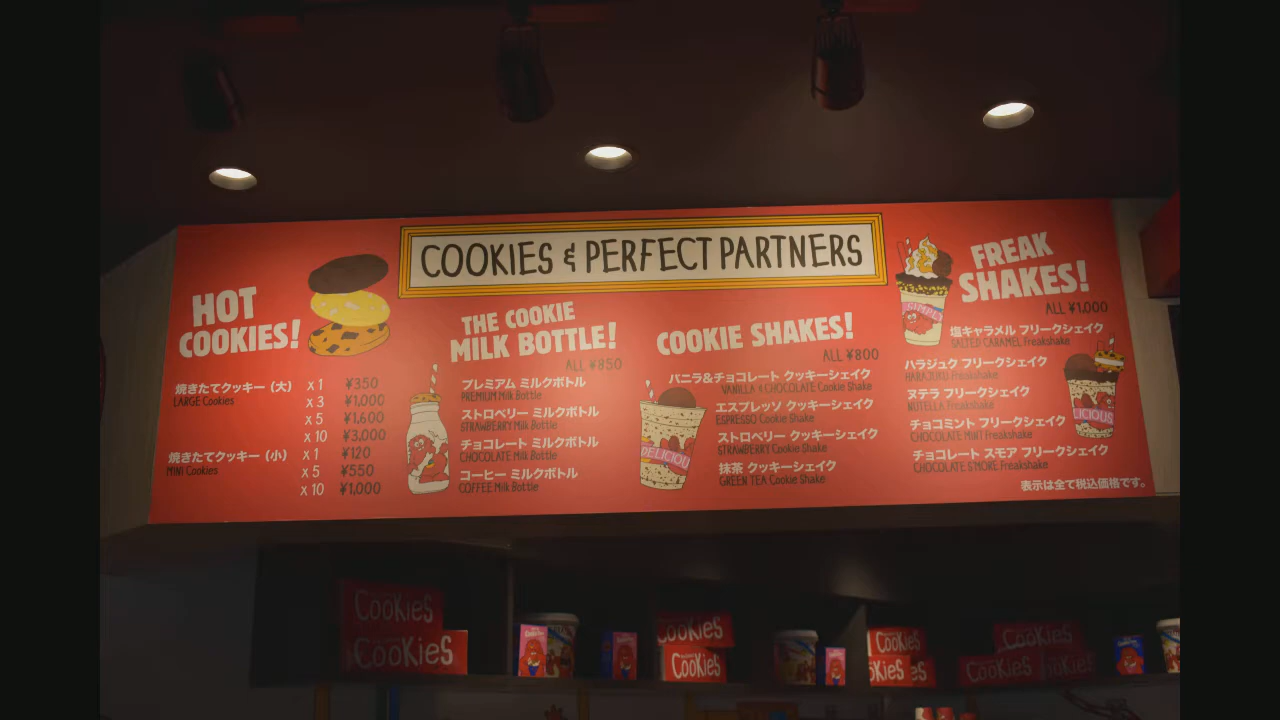 COOKIES & PERFECT PARTNERS
HOT
COOKIES!
焼きたてクッキー (大) x 1 ¥350
LARGE Cookies
x 3 ¥1,000
x 5 ¥1,600
x 10 ¥3,000
焼きたてクッキー (小) x 1 ¥120
MINI Cookies
x 5 ¥550
x 10 ¥1,000
THE COOKIE
MILK BOTTLE!
ALL ¥850
プレミアム ミルクボトル
PREMIUM Milk Bottle
ストロベリー ミルクボトル
STRAWBERRY Milk Bottle
チョコレート ミルクボトル
CHOCOLATE Milk Bottle
コーヒー ミルクボトル
COFFEE Milk Bottle
COOKIE SHAKES!
ALL ¥800
バニラ&チョコレート クッキーシェイク
VANILLA & CHOCOLATE Cookie Shake
エスプレッソ クッキーシェイク
ESPRESSO Cookie Shake
ストロベリー クッキーシェイク
STRAWBERRY Cookie Shake
抹茶 クッキーシェイク
GREEN TEA Cookie Shake
DELICIOU
FREAK
SHAKES!
ALL ¥1,000
塩キャラメル フリークシェイク
SALTED CARAMEL Freakshake
ハラジュク フリークシェイク
HARAJUKU Freakshake
ヌテラ フリークシェイク
NUTELLA Freakshake
チョコミント フリークシェイク
CHOCOLATE MINT Freakshake
チョコレート スモア フリークシェイク
CHOCOLATE S'MORE Freakshake
SIMPLY
LICIOUS
表示は全て税込価格です。
Cookies
Cookies
Cookies
Cookies
Cookies
Cookies
Cookies